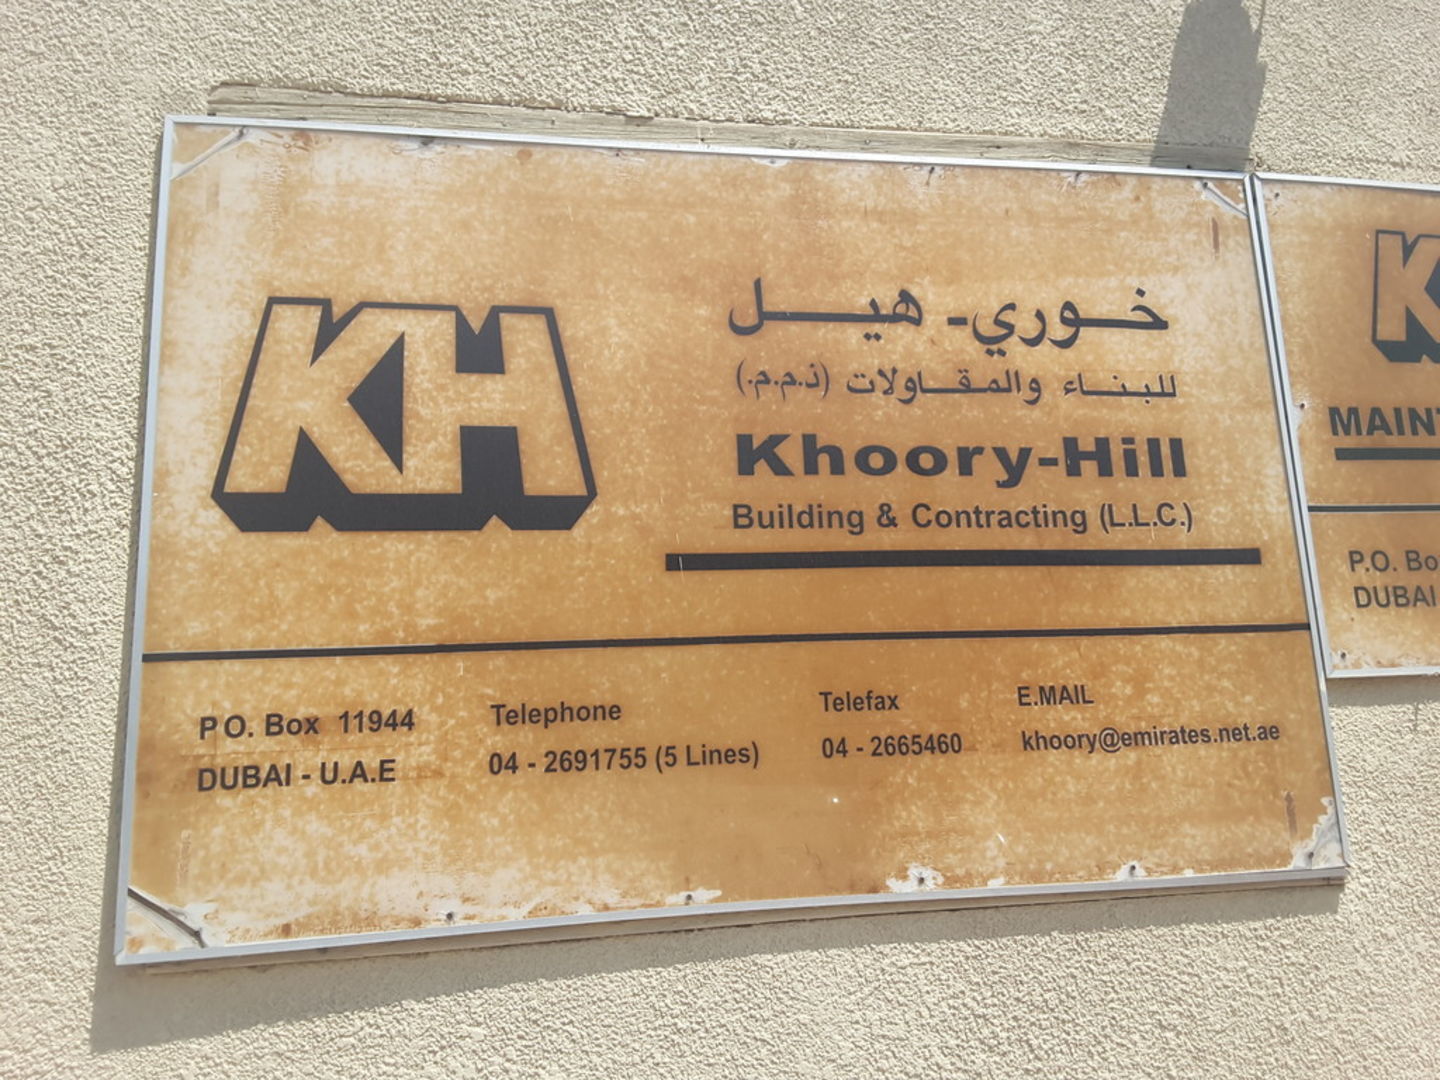 KH
خوري - هيل
للبناء والمقاولات (ذ.م.م.)
Khoory-Hill
Building & Contracting (L.L.C.)
P.O. Box 11944
DUBAI - U.A.E
Telephone
04 - 2691755 (5 Lines)
Telefax
04 - 2665460
E.MAIL
khoory@emirates.net.ae
K
MAINT
P.O. Bo
DUBAI